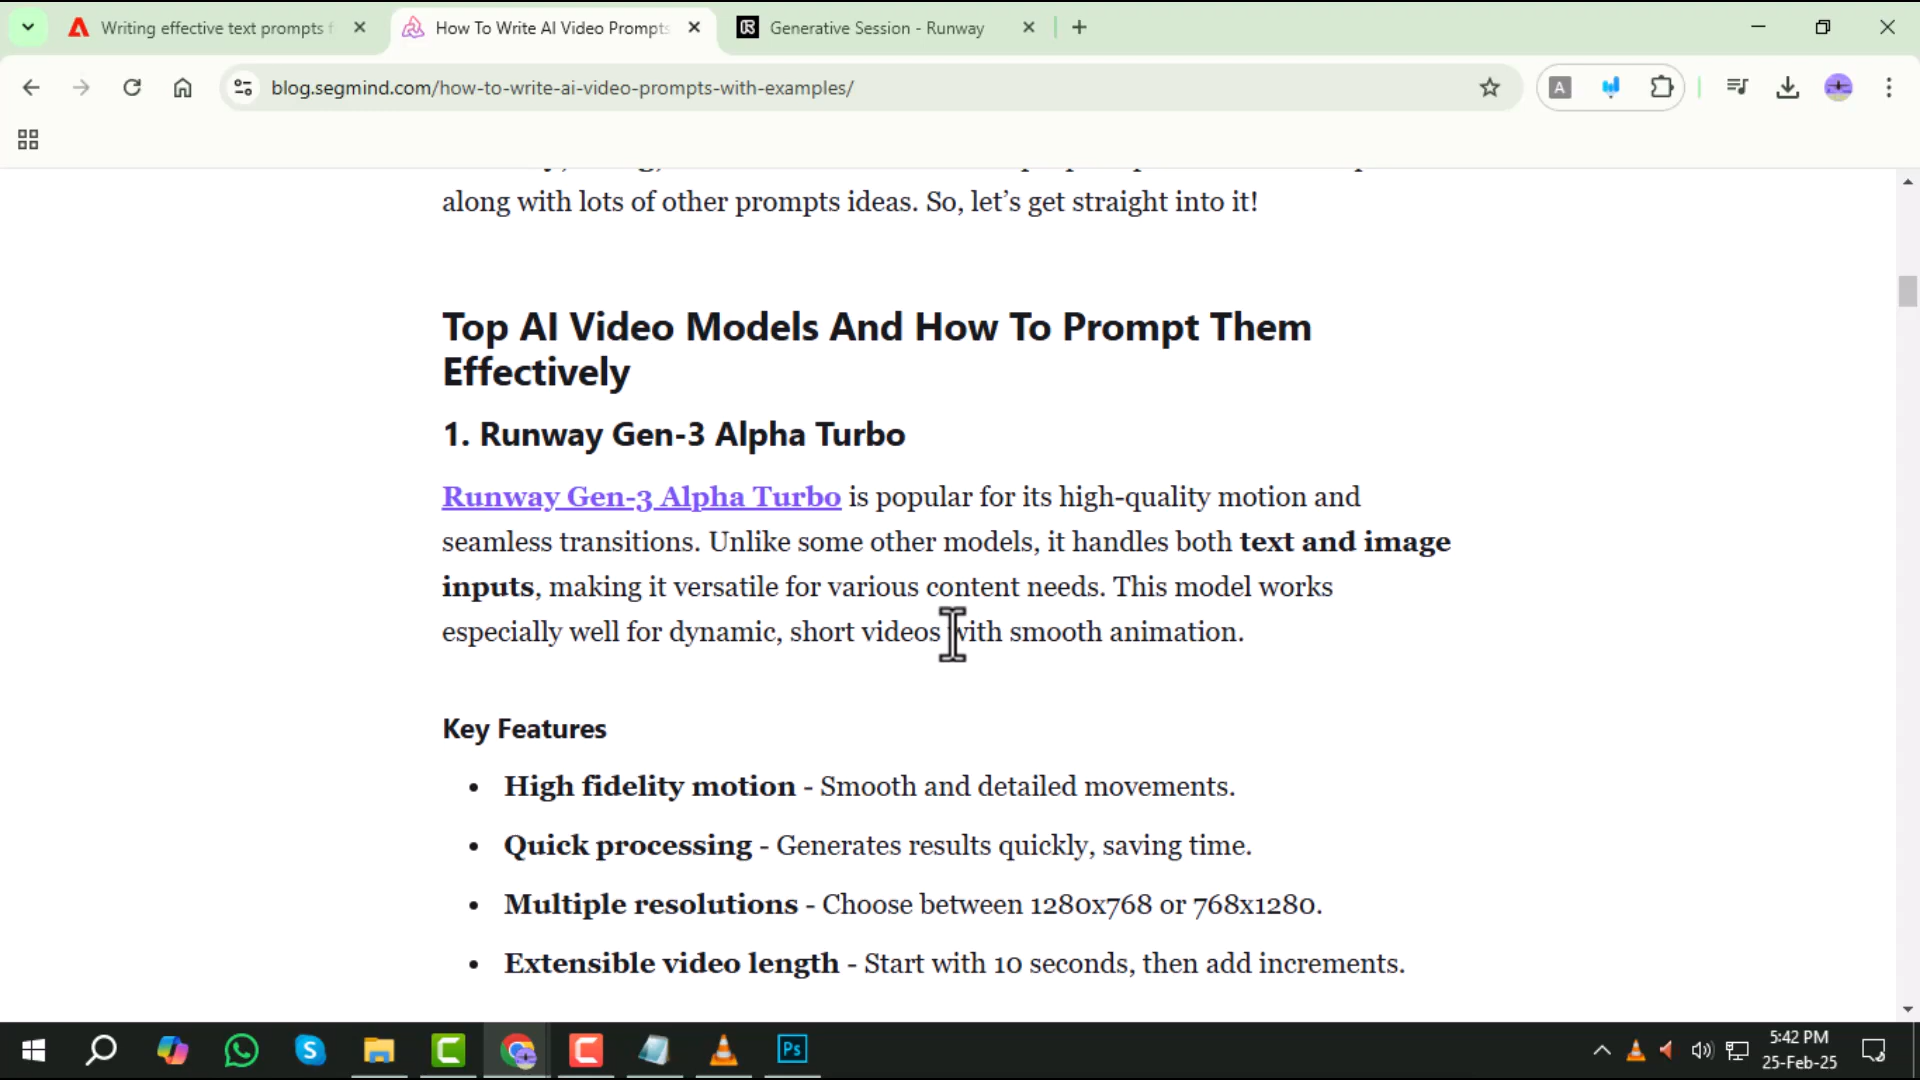 Writing effective text prompts f
How To Write AI Video Prompts
Generative Session - Runway
blog.segmind.com/how-to-write-ai-video-prompts-with-examples/
along with lots of other prompts ideas. So, let’s get straight into it!
Top AI Video Models And How To Prompt Them
Effectively
1. Runway Gen-3 Alpha Turbo
Runway Gen-3 Alpha Turbo is popular for its high-quality motion and
seamless transitions. Unlike some other models, it handles both text and image
inputs, making it versatile for various content needs. This model works
especially well for dynamic, short videos with smooth animation.
Key Features
• High fidelity motion - Smooth and detailed movements.
• Quick processing - Generates results quickly, saving time.
• Multiple resolutions - Choose between 1280x768 or 768x1280.
• Extensible video length - Start with 10 seconds, then add increments.
5:42 PM
25-Feb-25